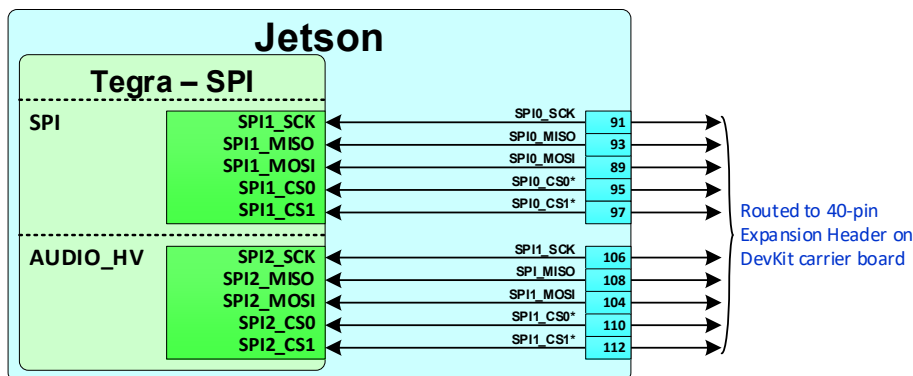 Jetson
Tegra – SPI
SPI
SPI1_SCK SPI0_SCK 91
SPI1_MISO SPI0_MISO 93
SPI1_MOSI SPI0_MOSI 89
SPI1_CS0 SPI0_CS0* 95
SPI1_CS1 SPI0_CS1* 97
Routed to 40-pin
Expansion Header on
DevKit carrier board
AUDIO_HV
SPI2_SCK SPI1_SCK 106
SPI2_MISO SPI_MISO 108
SPI2_MOSI SPI1_MOSI 104
SPI2_CS0 SPI1_CS0* 110
SPI2_CS1 SPI1_CS1* 112